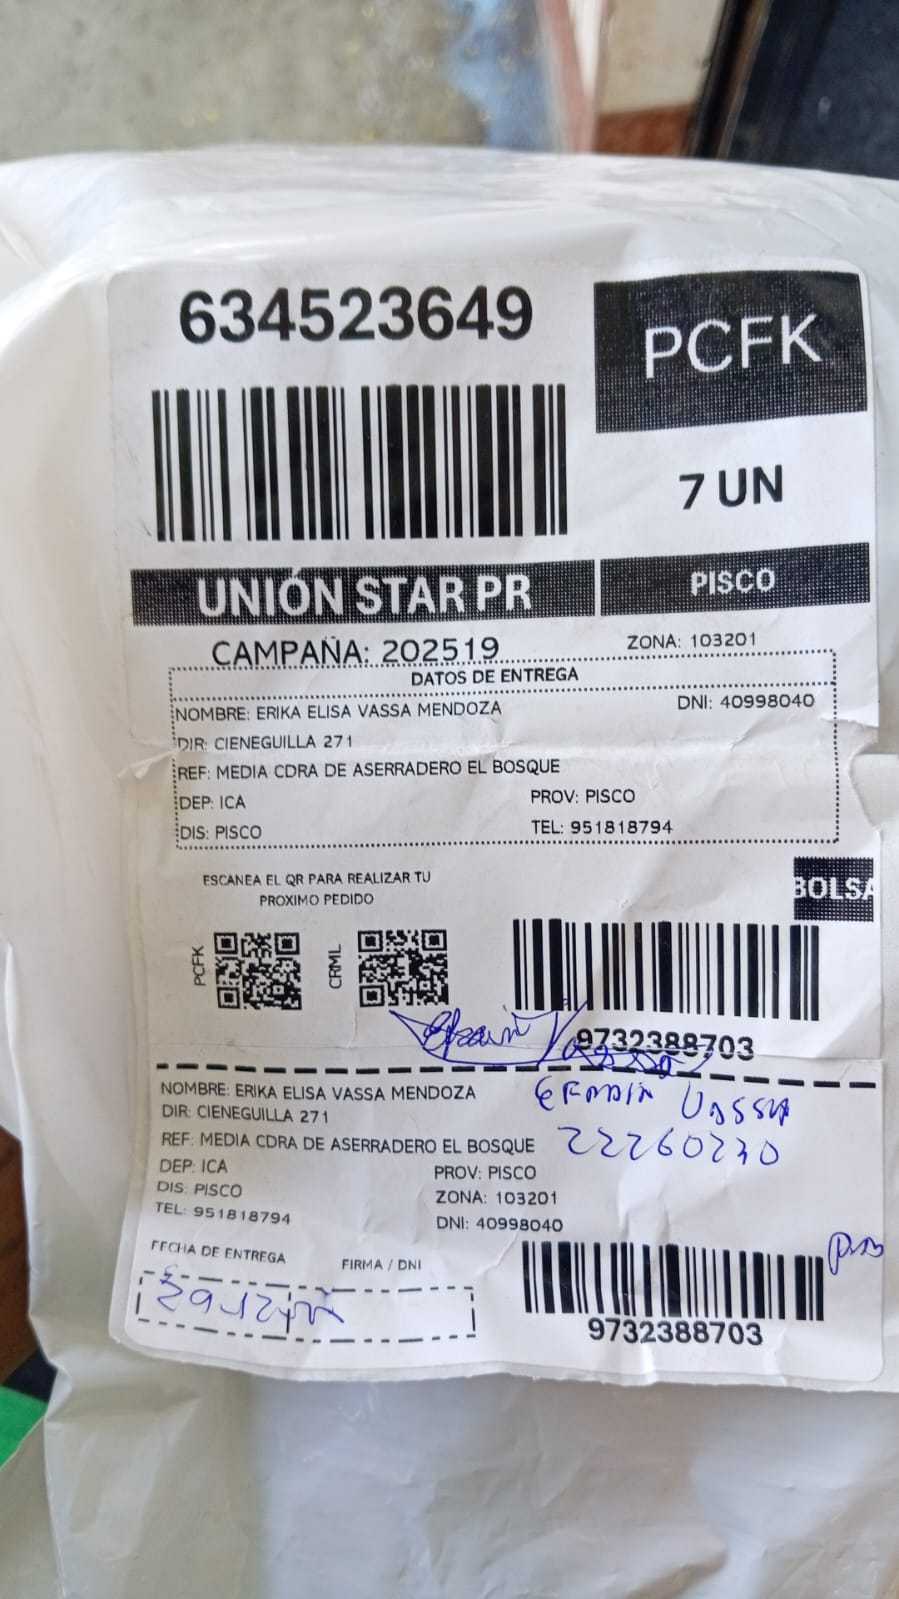 634523649
PCFK
7 UN
UNIÓN STAR PR
PISCO
CAMPAÑA: 202519
ZONA: 103201
DATOS DE ENTREGA
NOMBRE: ERIKA ELISA VASSA MENDOZA
DNI: 40998040
DIR: CIENEGUILLA 271
REF: MEDIA CDRA DE ASERRADERO EL BOSQUE
DEP: ICA
PROV: PISCO
DIS: PISCO
TEL: 951818794
ESCANEA EL QR PARA REALIZAR TU
PROXIMO PEDIDO
BOLSA
PCFK
CRML
9732388703
Efrain Vassa
NOMBRE: ERIKA ELISA VASSA MENDOZA
EFRAIN VASSA
DIR: CIENEGUILLA 271
REF: MEDIA CDRA DE ASERRADERO EL BOSQUE
22260230
DEP: ICA
PROV: PISCO
DIS: PISCO
ZONA: 103201
TEL: 951818794
DNI: 40998040
FECHA DE ENTREGA
FIRMA / DNI
9732388703